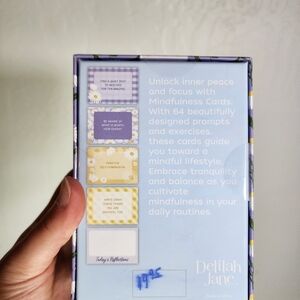 Unlock inner peace
and focus with
Mindfulness Cards.
With 64 beautifully
designed prompts
and exercises,
these cards guide
you toward a
mindful lifestyle.
Embrace tranquility
and balance as you
cultivate
mindfulness in your
daily routines.
Today's Reflections
Delilah
Jane